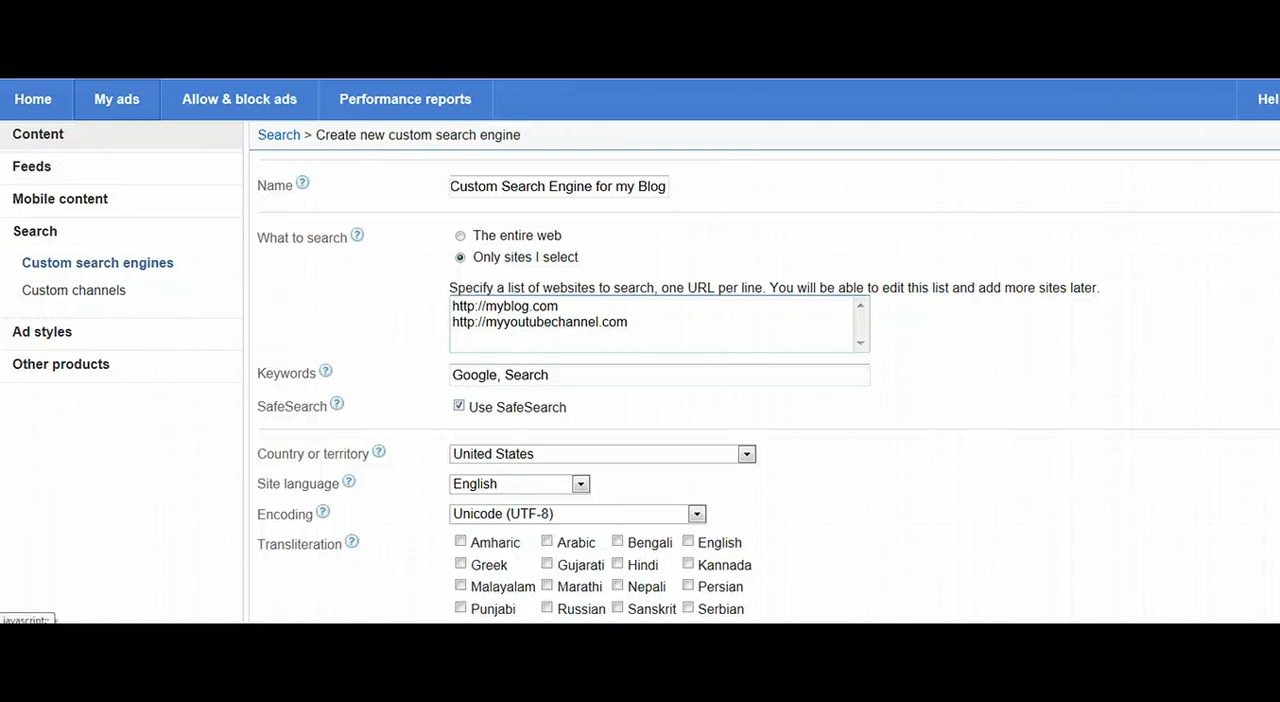 Home My ads Allow & block ads Performance reports Hel
Content
Search > Create new custom search engine
Feeds
Mobile content
Search
Custom search engines
Custom channels
Ad styles
Other products
Name ? Custom Search Engine for my Blog
What to search ? The entire web
Only sites I select
Specify a list of websites to search, one URL per line. You will be able to edit this list and add more sites later.
http://myblog.com
http://myyoutubechannel.com
Keywords ? Google, Search
SafeSearch ? Use SafeSearch
Country or territory ? United States
Site language ? English
Encoding ? Unicode (UTF-8)
Transliteration ? Amharic Arabic Bengali English
Greek Gujarati Hindi Kannada
Malayalam Marathi Nepali Persian
Punjabi Russian Sanskrit Serbian
javascript:;